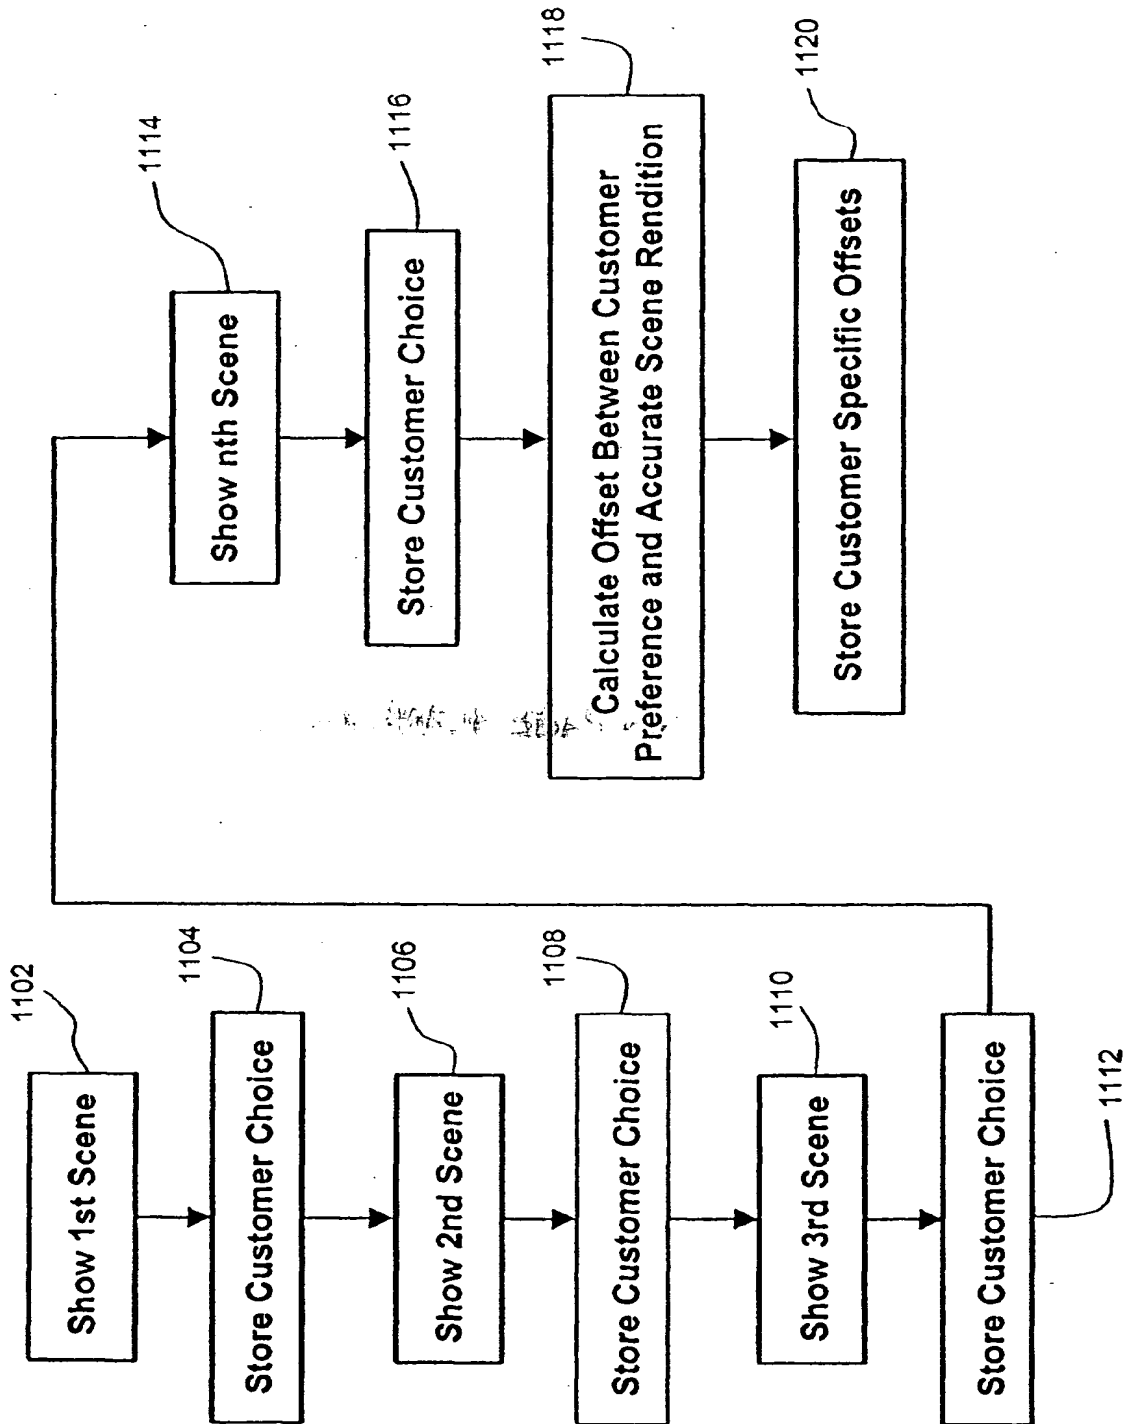 1102
Show 1st Scene
1104
Store Customer Choice
1106
Show 2nd Scene
1108
Store Customer Choice
1110
Show 3rd Scene
Store Customer Choice
1112
1114
Show nth Scene
1116
Store Customer Choice
1118
Calculate Offset Between Customer
Preference and Accurate Scene Rendition
1120
Store Customer Specific Offsets